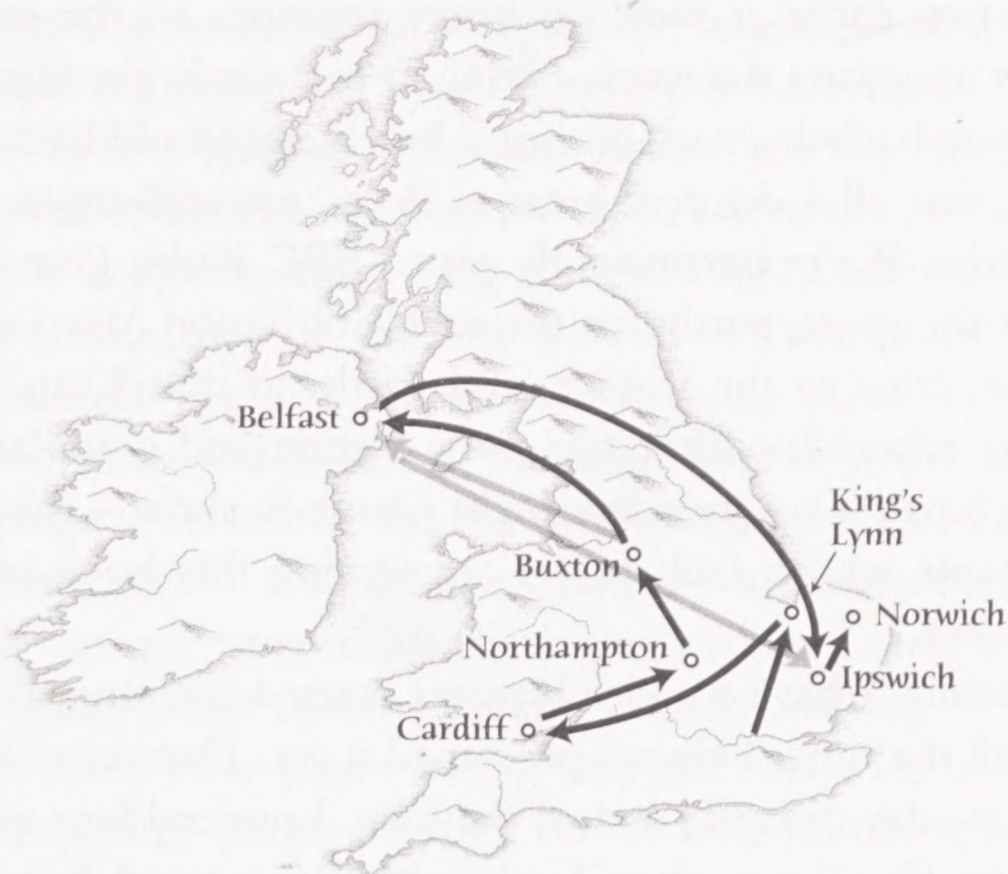 Belfast
King's
Lynn
Buxton
Norwich
Northampton
Ipswich
Cardiff